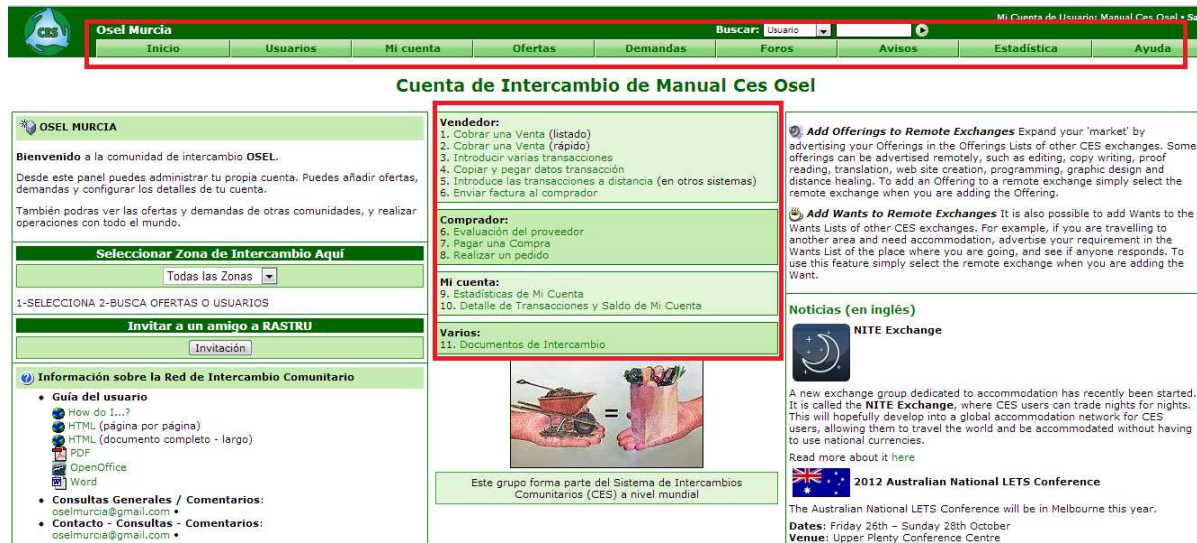 Mi Cuenta de Usuario: Manual Ces Osel • Sa
CES
Osel Murcia
Buscar: Usuario
Inicio Usuarios Mi cuenta Ofertas Demandas Foros Avisos Estadística Ayuda
Cuenta de Intercambio de Manual Ces Osel
OSEL MURCIA
Bienvenido a la comunidad de intercambio OSEL.
Desde este panel puedes administrar tu propia cuenta. Puedes añadir ofertas,
demandas y configurar los detalles de tu cuenta.
También podras ver las ofertas y demandas de otras comunidades, y realizar
operaciones con todo el mundo.
Seleccionar Zona de Intercambio Aquí
Todas las Zonas
1-SELECCIONA 2-BUSCA OFERTAS O USUARIOS
Invitar a un amigo a RASTRU
Invitación
Información sobre la Red de Intercambio Comunitario
• Guía del usuario
How do I...?
HTML (página por página)
HTML (documento completo - largo)
PDF
OpenOffice
Word
• Consultas Generales / Comentarios:
oselmurcia@gmail.com •
• Contacto - Consultas - Comentarios:
oselmurcia@gmail.com •
Vendedor:
1. Cobrar una Venta (listado)
2. Cobrar una Venta (rápido)
3. Introducir varias transacciones
4. Copiar y pegar datos transacción
5. Introduce las transacciones a distancia (en otros sistemas)
6. Enviar factura al comprador
Comprador:
6. Evaluación del proveedor
7. Pagar una Compra
8. Realizar un pedido
Mi cuenta:
9. Estadísticas de Mi Cuenta
10. Detalle de Transacciones y Saldo de Mi Cuenta
Varios:
11. Documentos de Intercambio
=
Este grupo forma parte del Sistema de Intercambios
Comunitarios (CES) a nivel mundial
Add Offerings to Remote Exchanges Expand your 'market' by
advertising your Offerings in the Offerings Lists of other CES exchanges. Some
offerings can be advertised remotely, such as editing, copy writing, proof
reading, translation, web site creation, programming, graphic design and
distance healing. To add an Offering to a remote exchange simply select the
remote exchange when you are adding the Offering.
Add Wants to Remote Exchanges It is also possible to add Wants to the
Wants Lists of other CES exchanges. For example, if you are travelling to
another area and need accommodation, advertise your requirement in the
Wants List of the place where you are going, and see if anyone responds. To
use this feature simply select the remote exchange when you are adding the
Want.
Noticias (en inglés)
NITE Exchange
A new exchange group dedicated to accommodation has recently been started.
It is called the NITE Exchange, where CES users can trade nights for nights.
This will hopefully develop into a global accommodation network for CES
users, allowing them to travel the world and be accommodated without having
to use national currencies.
Read more about it here
2012 Australian National LETS Conference
The Australian National LETS Conference will be in Melbourne this year.
Dates: Friday 26th – Sunday 28th October
Venue: Upper Plenty Conference Centre